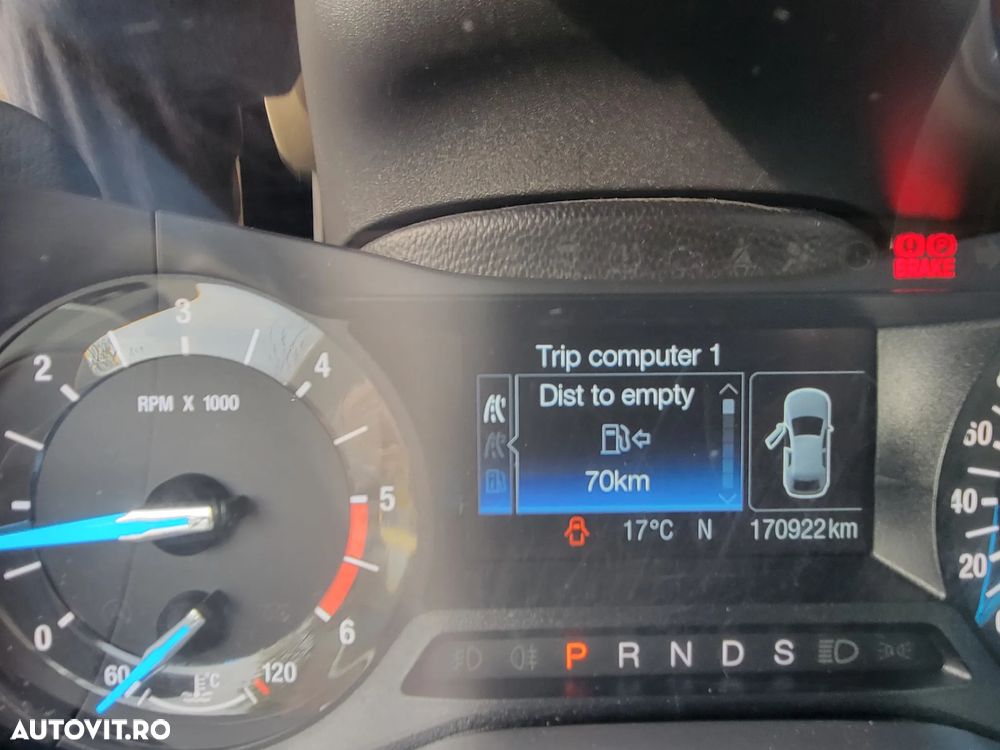 BRAKE
3
2
4
RPM X 1000
5
0
6
60
°C
120
Trip computer 1
Dist to empty
70km
17°C N 170922km
60
40
20
P R N D S
AUTOVIT.RO